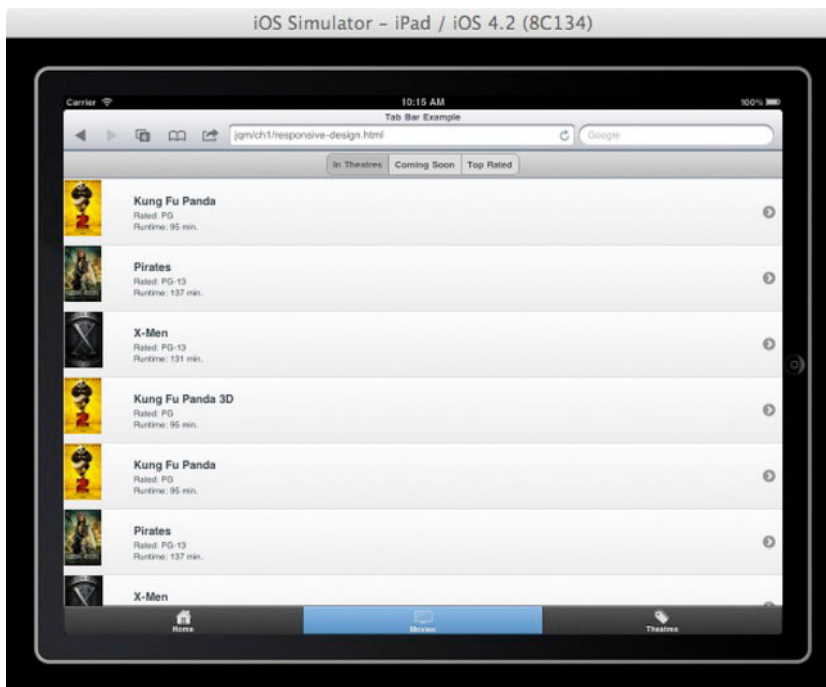 iOS Simulator – iPad / iOS 4.2 (8C134)
Carrier 10:15 AM 100%
Tab Bar Example
jqm/ch1/responsive-design.html Google
In Theatres Coming Soon Top Rated
Kung Fu Panda
Rated: PG
Runtime: 95 min.
Pirates
Rated: PG-13
Runtime: 137 min.
X-Men
Rated: PG-13
Runtime: 131 min.
Kung Fu Panda 3D
Rated: PG
Runtime: 95 min.
Kung Fu Panda
Rated: PG
Runtime: 95 min.
Pirates
Rated: PG-13
Runtime: 137 min.
X-Men
Home Movies Theatres